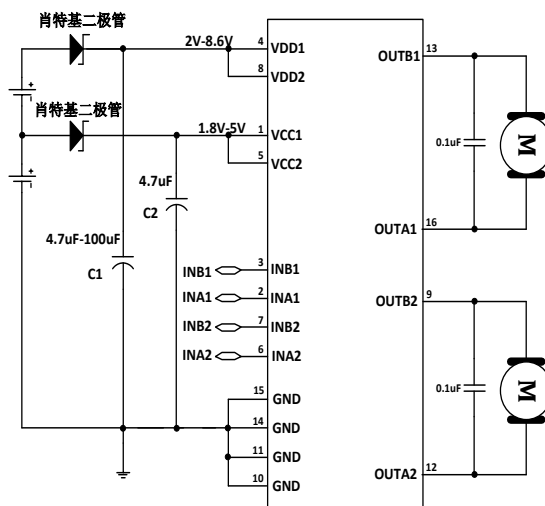 肖特基二极管
2V-8.6V
4
VDD1
8
VDD2
肖特基二极管
1.8V-5V
1
VCC1
5
VCC2
4.7uF
C2
4.7uF-100uF
C1
INB1
3
INB1
INA1
2
INA1
INB2
7
INB2
INA2
6
INA2
15
GND
14
GND
11
GND
10
GND
OUTB1
13
0.1uF
M
OUTA1
16
OUTB2
9
0.1uF
M
OUTA2
12